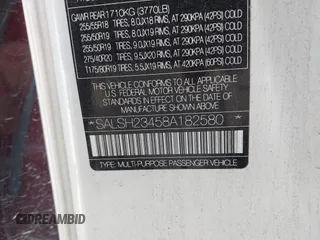 GAWR REAR 1710KG (3770LB)
255/55R18 TIRES, 8.0JX18 RIMS, AT 290KPA (42PSI) COLD
255/50R19 TIRES, 8.0JX19 RIMS, AT 290KPA (42PSI) COLD
255/50R19 TIRES, 9.0JX19 RIMS, AT 290KPA (42PSI) COLD
275/40R20 TIRES, 9.5JX20 RIMS, AT 290KPA (42PSI) COLD
T175/80R19 TIRES, 5.5JX19 RIMS, AT 420KPA (60PSI) COLD
THIS VEHICLE CONFORMS TO ALL APPLICABLE
U.S. FEDERAL MOTOR VEHICLE SAFETY STANDARDS
IN EFFECT ON THE DATE OF MANUFACTURE SHOWN ABOVE
SALSH23458A182580
TYPE: MULTI-PURPOSE PASSENGER VEHICLE
©DREAMBID